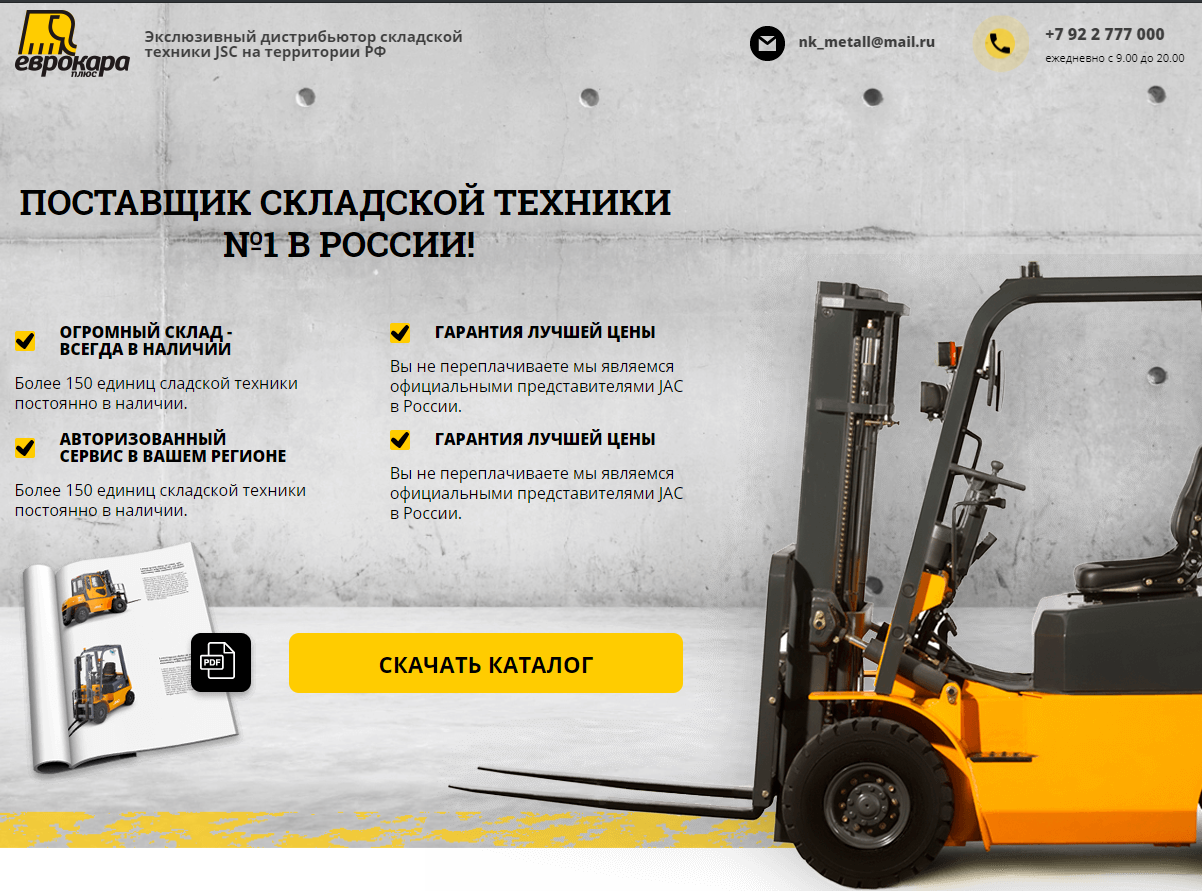 еврокара
плюс
Экслюзивный дистрибьютор складской
техники JSC на территории РФ
nk_metall@mail.ru
+7 92 2 777 000
ежедневно с 9.00 до 20.00
ПОСТАВЩИК СКЛАДСКОЙ ТЕХНИКИ
№1 В РОССИИ!
ОГРОМНЫЙ СКЛАД -
ВСЕГДА В НАЛИЧИИ
Более 150 единиц сладской техники
постоянно в наличии.
ГАРАНТИЯ ЛУЧШЕЙ ЦЕНЫ
Вы не переплачиваете мы являемся
официальными представителями JAC
в России.
АВТОРИЗОВАННЫЙ
СЕРВИС В ВАШЕМ РЕГИОНЕ
Более 150 единиц складской техники
постоянно в наличии.
ГАРАНТИЯ ЛУЧШЕЙ ЦЕНЫ
Вы не переплачиваете мы являемся
официальными представителями JAC
в России.
PDF
СКАЧАТЬ КАТАЛОГ